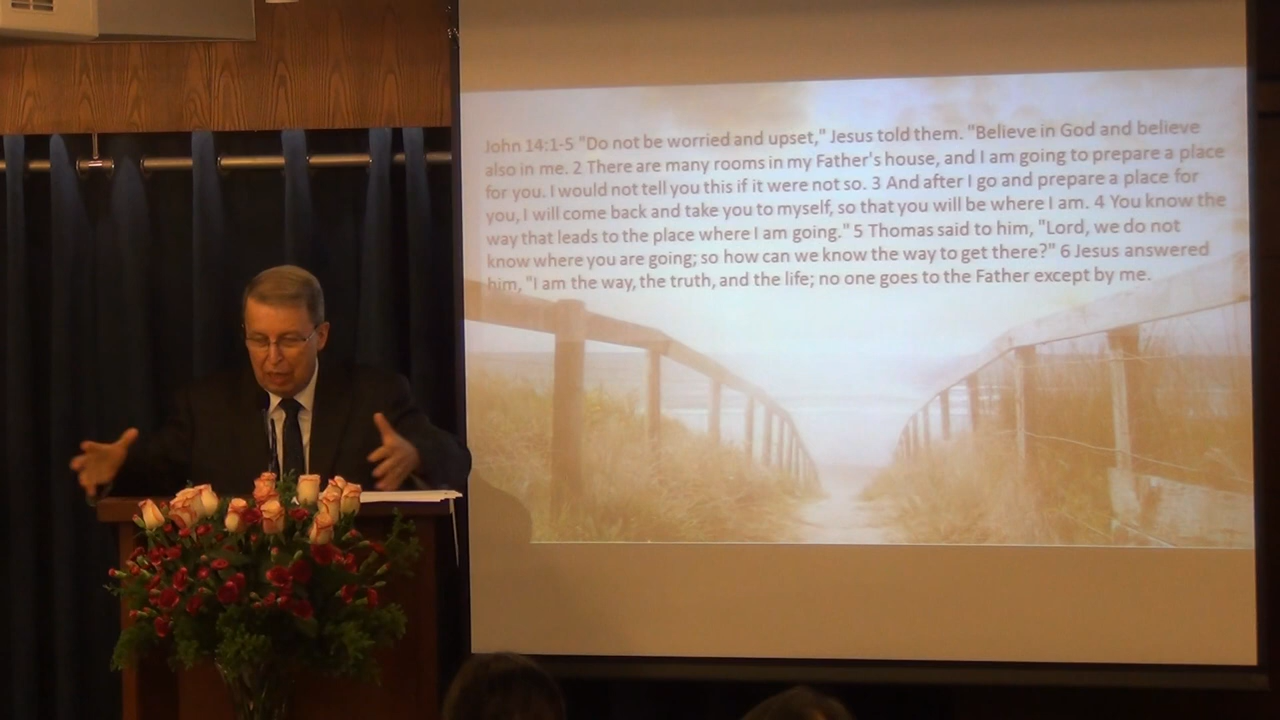 John 14:1-5 "Do not be worried and upset," Jesus told them. "Believe in God and believe
also in me. 2 There are many rooms in my Father's house, and I am going to prepare a place
for you. I would not tell you this if it were not so. 3 And after I go and prepare a place for
you, I will come back and take you to myself, so that you will be where I am. 4 You know the
way that leads to the place where I am going." 5 Thomas said to him, "Lord, we do not
know where you are going; so how can we know the way to get there?" 6 Jesus answered
him, "I am the way, the truth, and the life; no one goes to the Father except by me.